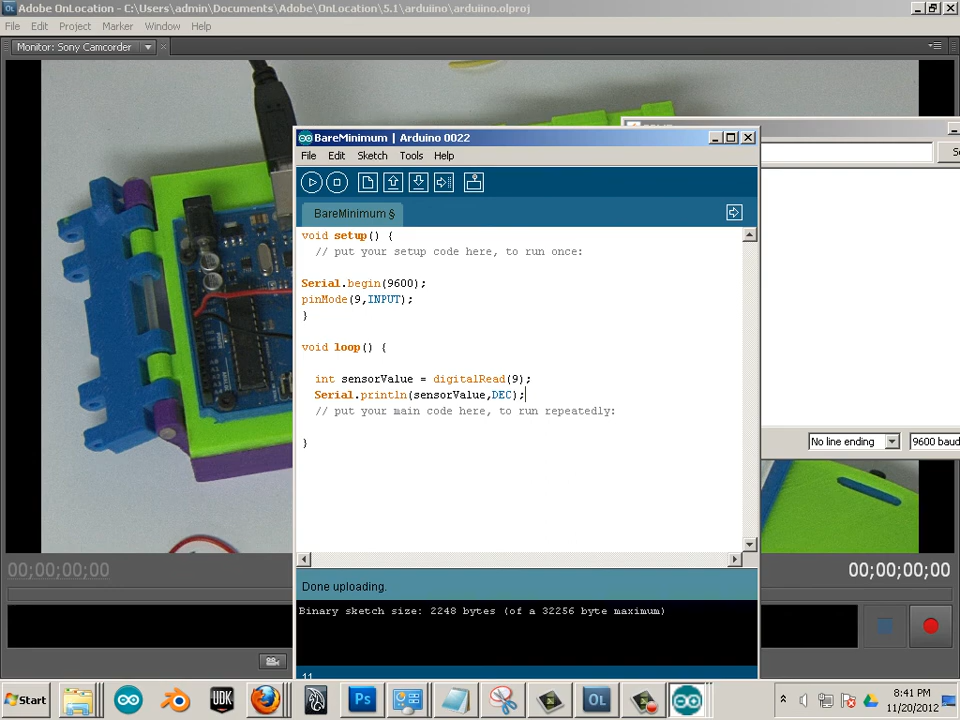 Adobe OnLocation - C:\Users\admin\Documents\Adobe\OnLocation\5.1\arduiino\arduiino.olproj
File Edit Project Marker Window Help
Monitor: Sony Camcorder
BareMinimum | Arduino 0022
File Edit Sketch Tools Help
BareMinimum §
void setup() {
// put your setup code here, to run once:
Serial.begin(9600);
pinMode(9,INPUT);
}
void loop() {
int sensorValue = digitalRead(9);
Serial.println(sensorValue,DEC);
// put your main code here, to run repeatedly:
}
No line ending
9600 baud
00;00;00;00
00;00;00;00
Done uploading.
Binary sketch size: 2248 bytes (of a 32256 byte maximum)
11
Start
UDK
Ps
OL
8:41 PM
11/20/2012